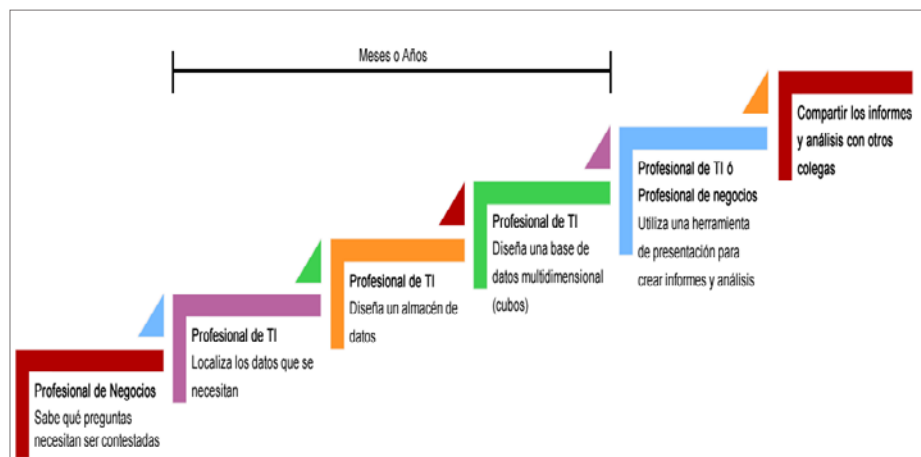 Meses o Años
Profesional de Negocios
Sabe qué preguntas
necesitan ser contestadas
Profesional de TI
Localiza los datos que se
necesitan
Profesional de TI
Diseña un almacén de
datos
Profesional de TI
Diseña una base de
datos multidimensional
(cubos)
Profesional de TI ó
Profesional de negocios
Utiliza una herramienta
de presentación para
crear informes y análisis
Compartir los informes
y análisis con otros
colegas